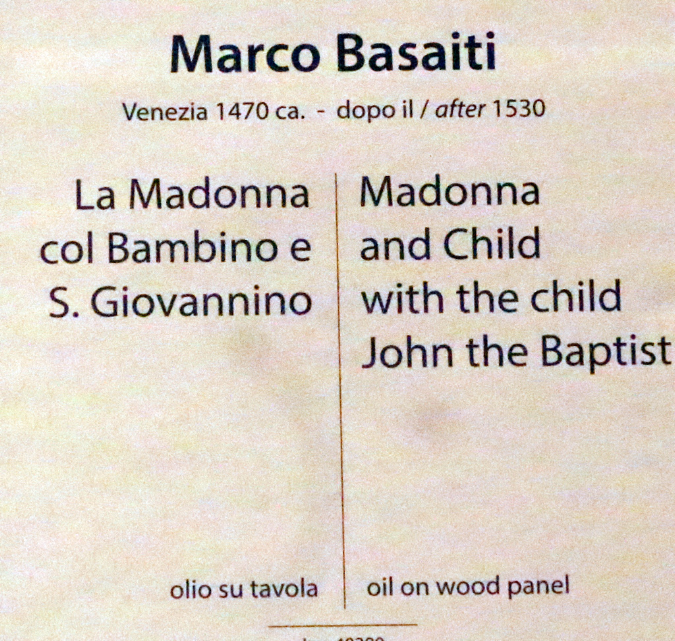 Marco Basaiti
Venezia 1470 ca. - dopo il / after 1530
La Madonna
col Bambino e
S. Giovannino
Madonna
and Child
with the child
John the Baptist
olio su tavola
oil on wood panel